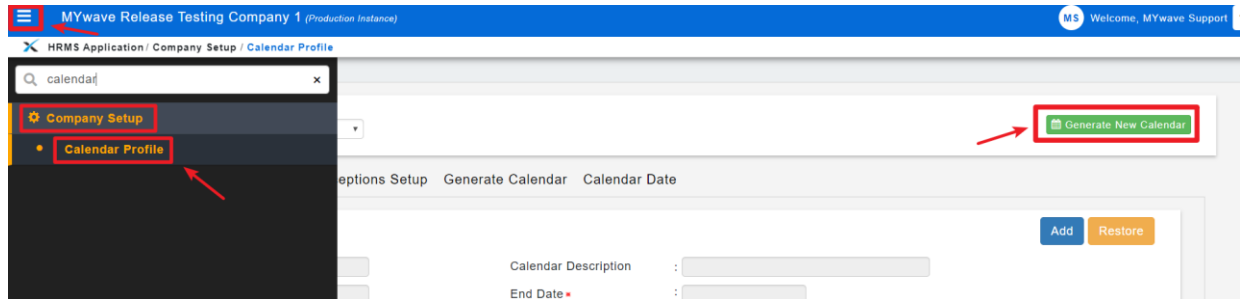 MYwave Release Testing Company 1 (Production Instance)
MS Welcome, MYwave Support
HRMS Application / Company Setup / Calendar Profile
calendar
Company Setup
Generate New Calendar
Calendar Profile
eptions Setup Generate Calendar Calendar Date
Add Restore
Calendar Description :
End Date * :